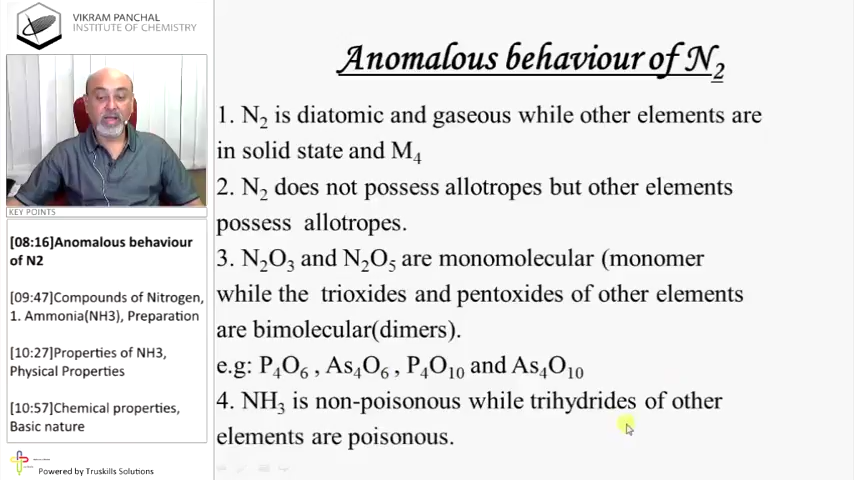 VIKRAM PANCHAL
INSTITUTE OF CHEMISTRY
Anomalous behaviour of N₂
1. N₂ is diatomic and gaseous while other elements are
in solid state and M₄
2. N₂ does not possess allotropes but other elements
possess allotropes.
3. N₂O₃ and N₂O₅ are monomolecular (monomer
while the trioxides and pentoxides of other elements
are bimolecular(dimers).
e.g: P₄O₆ , As₄O₆ , P₄O₁₀ and As₄O₁₀
4. NH₃ is non-poisonous while trihydrides of other
elements are poisonous.
KEY POINTS
[08:16]Anomalous behaviour
of N2
[09:47]Compounds of Nitrogen,
1. Ammonia(NH3), Preparation
[10:27]Properties of NH3,
Physical Properties
[10:57]Chemical properties,
Basic nature
Powered by Truskills Solutions